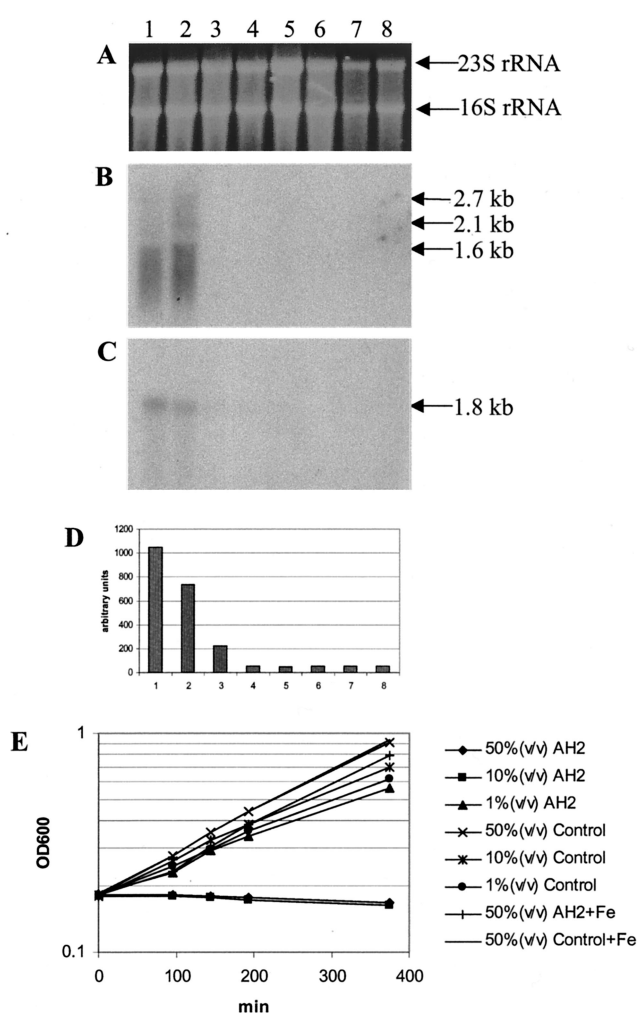 1 2 3 4 5 6 7 8
A
23S rRNA
16S rRNA
B
2.7 kb
2.1 kb
1.6 kb
C
1.8 kb
D
arbitrary units
1200
1000
800
600
400
200
0
1 2 3 4 5 6 7 8
E
OD600
1
0.1
0 100 200 300 400
min
50%(v/v) AH2
10%(v/v) AH2
1%(v/v) AH2
50%(v/v) Control
10%(v/v) Control
1%(v/v) Control
50%(v/v) AH2+Fe
50%(v/v) Control+Fe